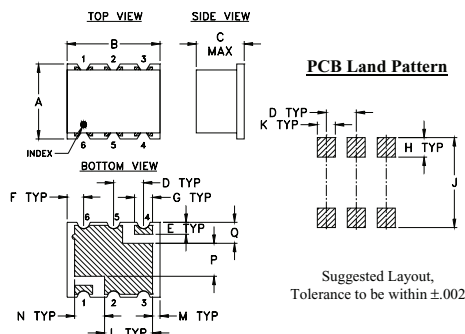 TOP VIEW
SIDE VIEW
B
C
MAX
1 2 3
A
6 5 4
INDEX
PCB Land Pattern
D TYP
K TYP
H TYP
J
BOTTOM VIEW
D TYP
F TYP
G TYP
E TYP
6 5 4
Q
P
1 2 3
N TYP
M TYP
L TYP
Suggested Layout,
Tolerance to be within ±.002